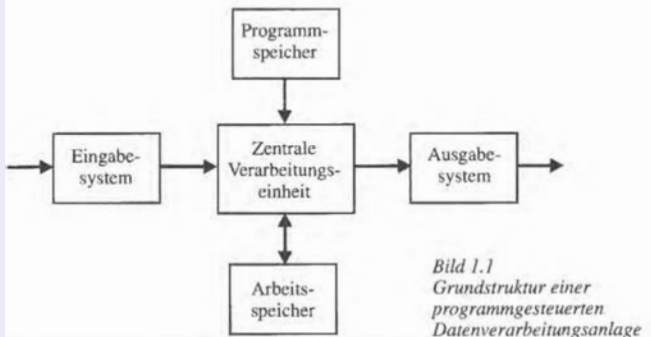 Programm-
speicher
Eingabe-
system
Zentrale
Verarbeitungs-
einheit
Ausgabe-
system
Arbeits-
speicher
Bild 1.1
Grundstruktur einer
programmgesteuerten
Datenverarbeitungsanlage